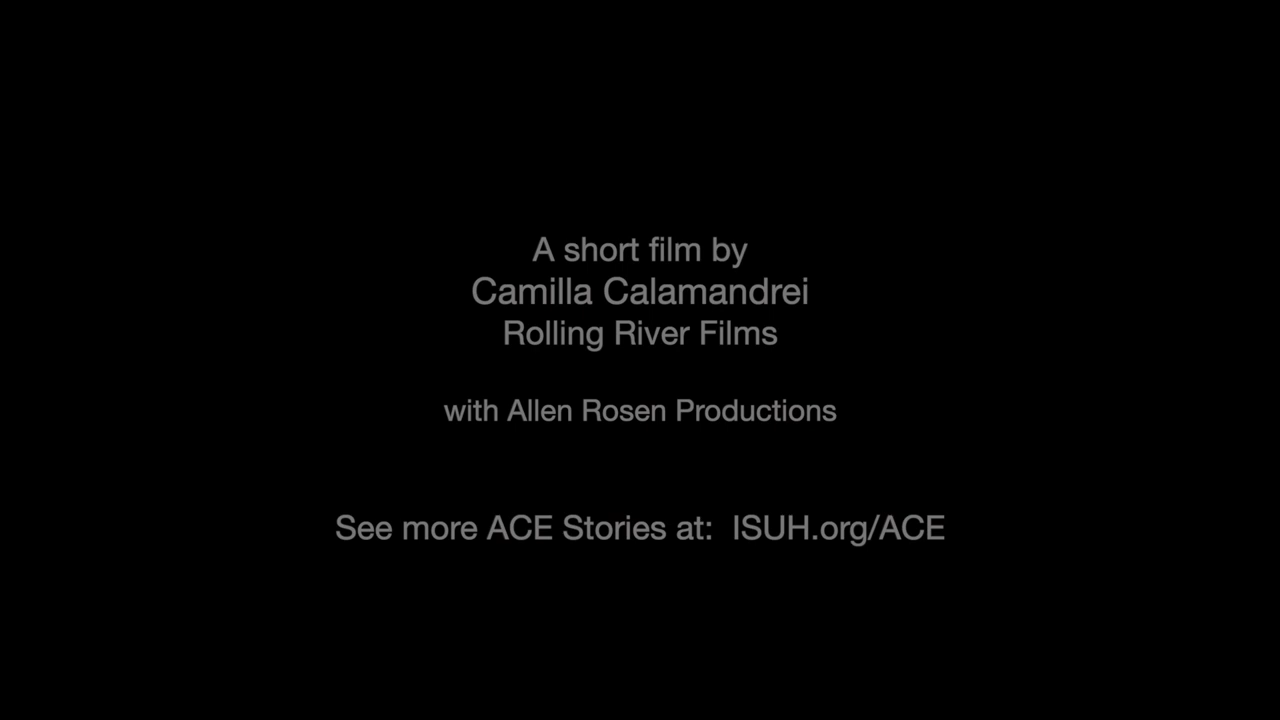 A short film by
Camilla Calamandrei
Rolling River Films
with Allen Rosen Productions
See more ACE Stories at:  ISUH.org/ACE